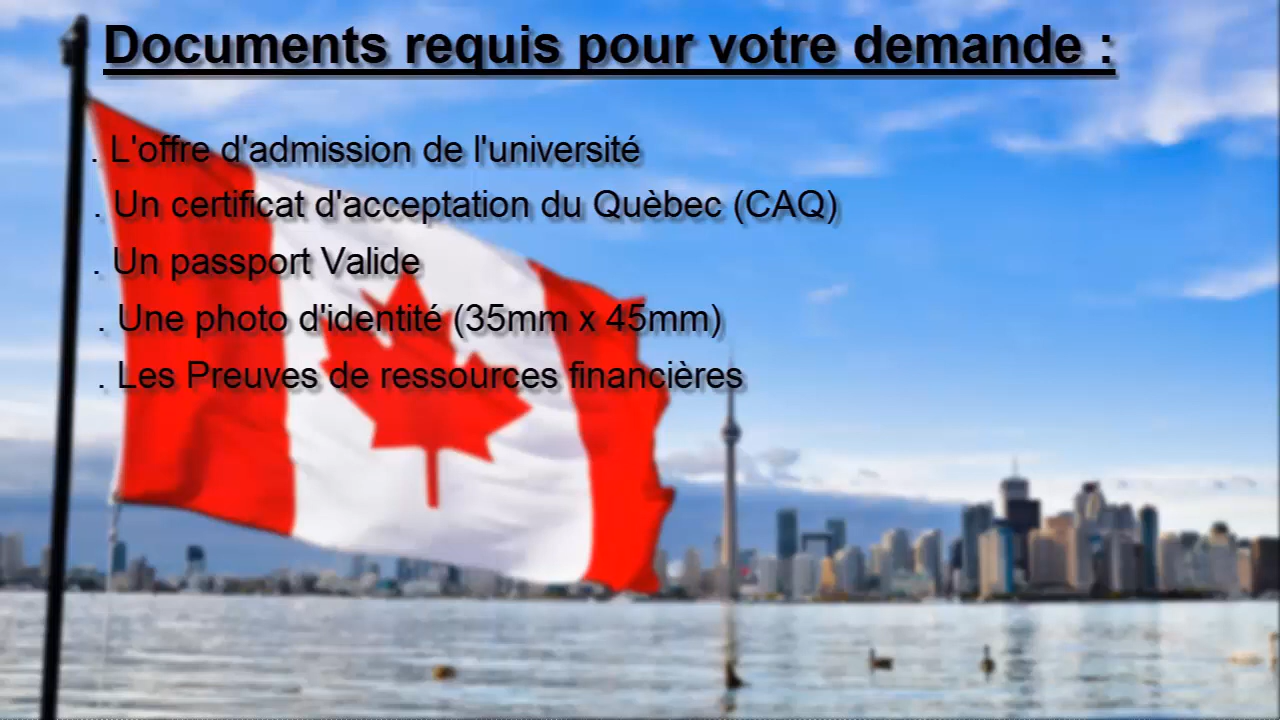 Documents requis pour votre demande :
. L'offre d'admission de l'université
. Un certificat d'acceptation du Quèbec (CAQ)
. Un passport Valide
. Une photo d'identité (35mm x 45mm)
. Les Preuves de ressources financières